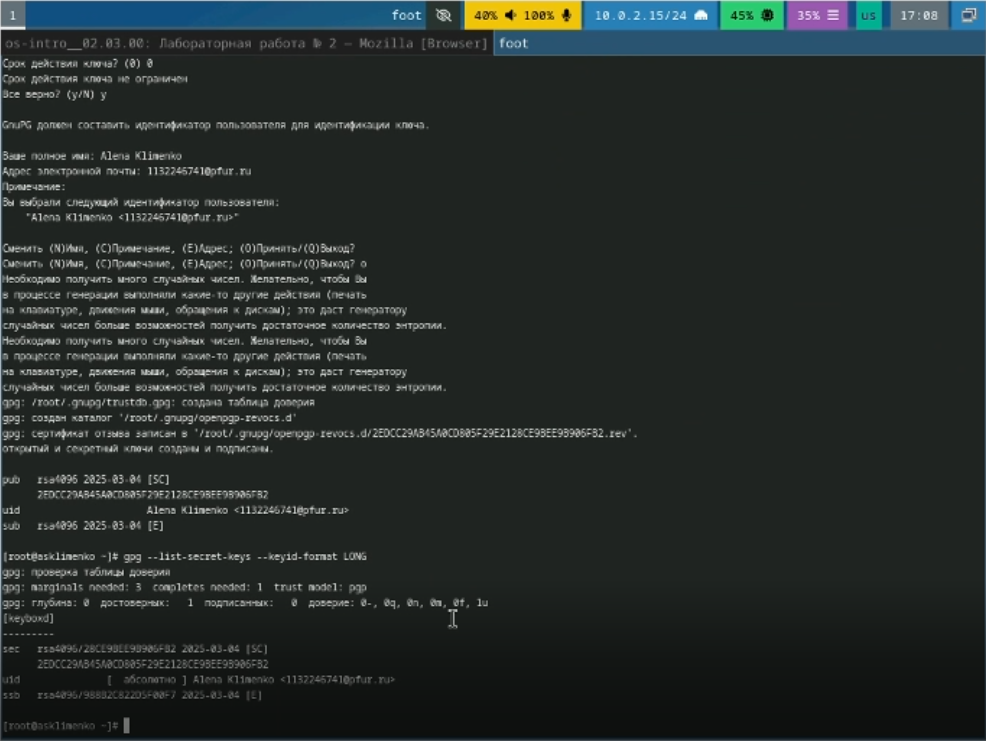 1 foot 40% 100% 10.0.2.15/24 45% 35% us 17:08
os-intro__02.03.00: Лабораторная работа № 2 — Mozilla [Browser] foot
Срок действия ключа? (0) 0
Срок действия ключа не ограничен
Все верно? (y/N) y
GnuPG должен составить идентификатор пользователя для идентификации ключа.
Ваше полное имя: Alena Klimenko
Адрес электронной почты: 1132246741@pfur.ru
Примечание:
Вы выбрали следующий идентификатор пользователя:
"Alena Klimenko <1132246741@pfur.ru>"
Сменить (N)Имя, (C)Примечание, (E)Адрес; (O)Принять/(Q)Выход?
Сменить (N)Имя, (C)Примечание, (E)Адрес; (O)Принять/(Q)Выход? o
Необходимо получить много случайных чисел. Желательно, чтобы Вы
в процессе генерации выполняли какие-то другие действия (печать
на клавиатуре, движения мыши, обращения к дискам); это даст генератору
случайных чисел больше возможностей получить достаточное количество энтропии.
Необходимо получить много случайных чисел. Желательно, чтобы Вы
в процессе генерации выполняли какие-то другие действия (печать
на клавиатуре, движения мыши, обращения к дискам); это даст генератору
случайных чисел больше возможностей получить достаточное количество энтропии.
gpg: /root/.gnupg/trustdb.gpg: создана таблица доверия
gpg: создан каталог '/root/.gnupg/openpgp-revocs.d'
gpg: сертификат отзыва записан в '/root/.gnupg/openpgp-revocs.d/2EDCC29AB45A0CD805F29E2128CE9BEE9B906FB2.rev'.
открытый и секретный ключи созданы и подписаны.
pub rsa4096 2025-03-04 [SC]
2EDCC29AB45A0CD805F29E2128CE9BEE9B906FB2
uid Alena Klimenko <1132246741@pfur.ru>
sub rsa4096 2025-03-04 [E]
[root@asklimenko ~]# gpg --list-secret-keys --keyid-format LONG
gpg: проверка таблицы доверия
gpg: marginals needed: 3 completes needed: 1 trust model: pgp
gpg: глубина: 0 достоверных: 1 подписанных: 0 доверие: 0-, 0q, 0n, 0m, 0f, 1u
[keyboxd]
---------
sec rsa4096/28CE9BEE9B906FB2 2025-03-04 [SC]
2EDCC29AB45A0CD805F29E2128CE9BEE9B906FB2
uid [ абсолютно ] Alena Klimenko <1132246741@pfur.ru>
ssb rsa4096/988B2C822D5F00F7 2025-03-04 [E]
[root@asklimenko ~]#